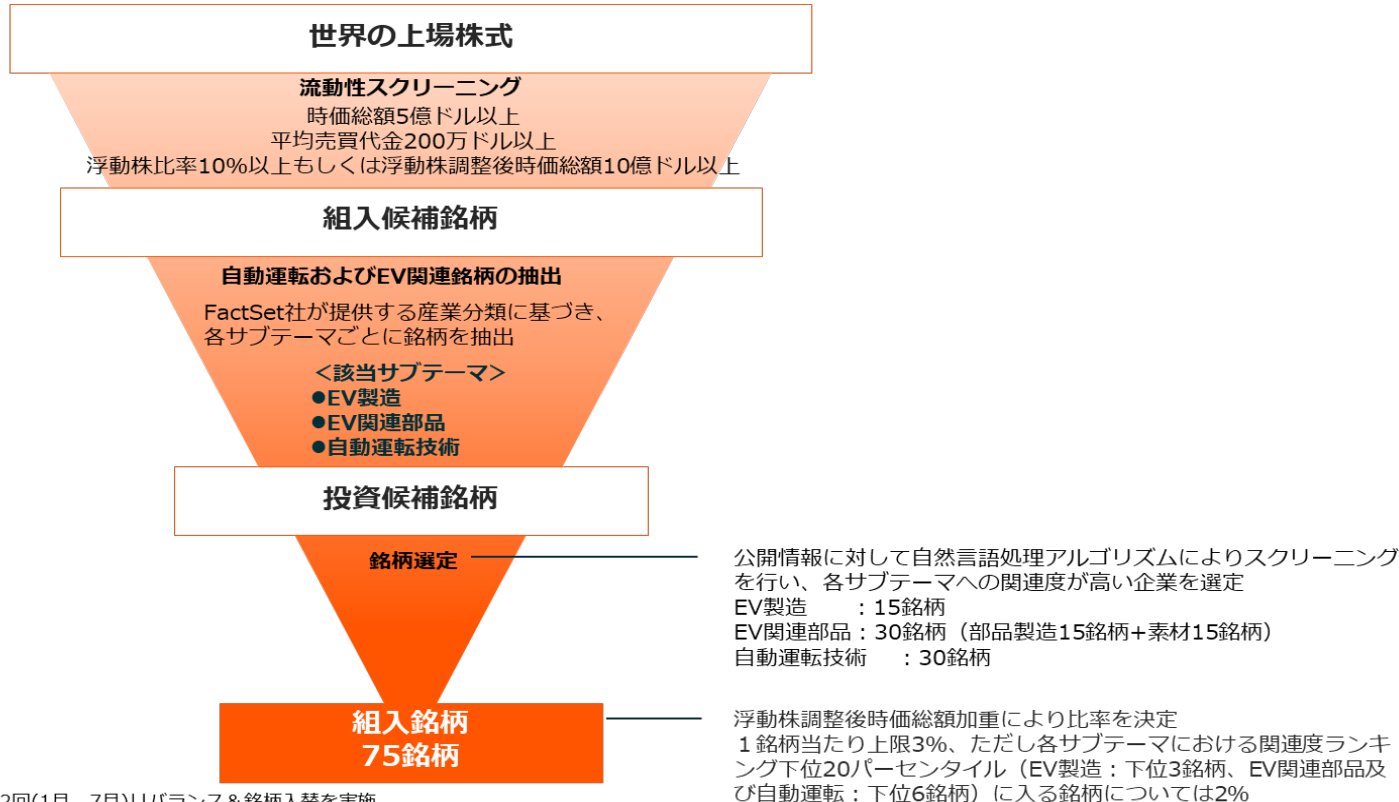 世界の上場株式
流動性スクリーニング
時価総額5億ドル以上
平均売買代金200万ドル以上
浮動株比率10%以上もしくは浮動株調整後時価総額10億ドル以上
組入候補銘柄
自動運転およびEV関連銘柄の抽出
FactSet社が提供する産業分類に基づき、
各サブテーマごとに銘柄を抽出
<該当サブテーマ>
●EV製造
●EV関連部品
●自動運転技術
投資候補銘柄
銘柄選定
公開情報に対して自然言語処理アルゴリズムによりスクリーニング
を行い、各サブテーマへの関連度が高い企業を選定
EV製造 :15銘柄
EV関連部品:30銘柄(部品製造15銘柄+素材15銘柄)
自動運転技術 :30銘柄
組入銘柄
75銘柄
浮動株調整後時価総額加重により比率を決定
1銘柄当たり上限3%、ただし各サブテーマにおける関連度ランキ
ング下位20パーセンタイル(EV製造:下位3銘柄、EV関連部品及
び自動運転:下位6銘柄)に入る銘柄については2%
2回(1月、7月)リバランス&銘柄入替を実施